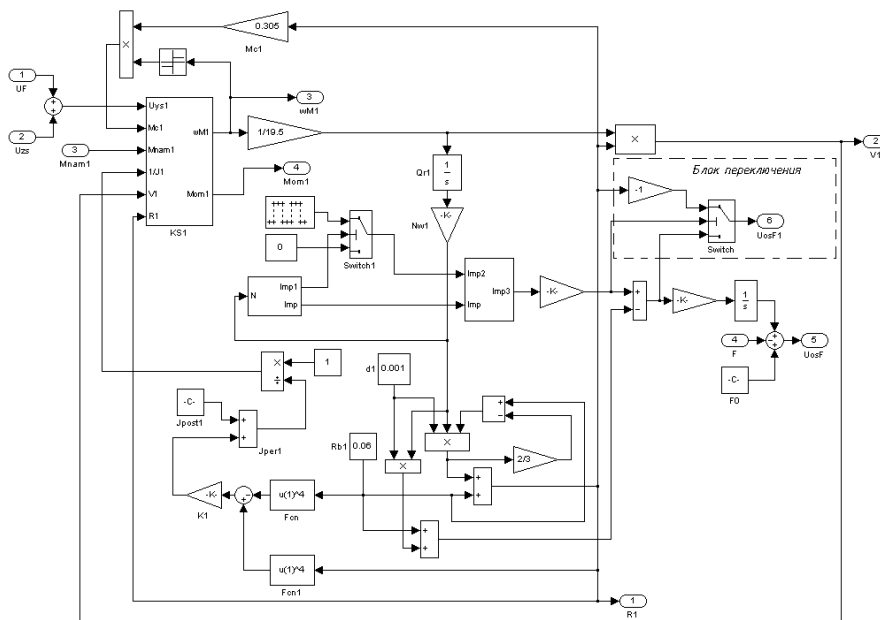 0.305
Mc1
×
1
UF
+
+
2
Uzs
3
Mnam1
Uys1
Mc1
Mnam1
1/J1
V1
R1
wM1
Mom1
KS1
3
wM1
1/19.5
4
Mom1
Qr1
1
s
-K-
Nw1
×
2
V1
Блок переключения
-1
Switch
6
UosF1
+++ +++
+++ +++
0
Switch1
N
Imp1
Imp
Imp2
Imp
Imp3
-K-
+
−
-K-
1
s
4
F
-C-
F0
+
−
+
5
UosF
×
÷
1
d1
0.001
-C-
Jpost1
+
+
Jper1
Rb1
0.06
×
×
+
−
2/3
+
+
-K-
K1
u(1)^4
Fcn
+
+
u(1)^4
Fcn1
1
R1